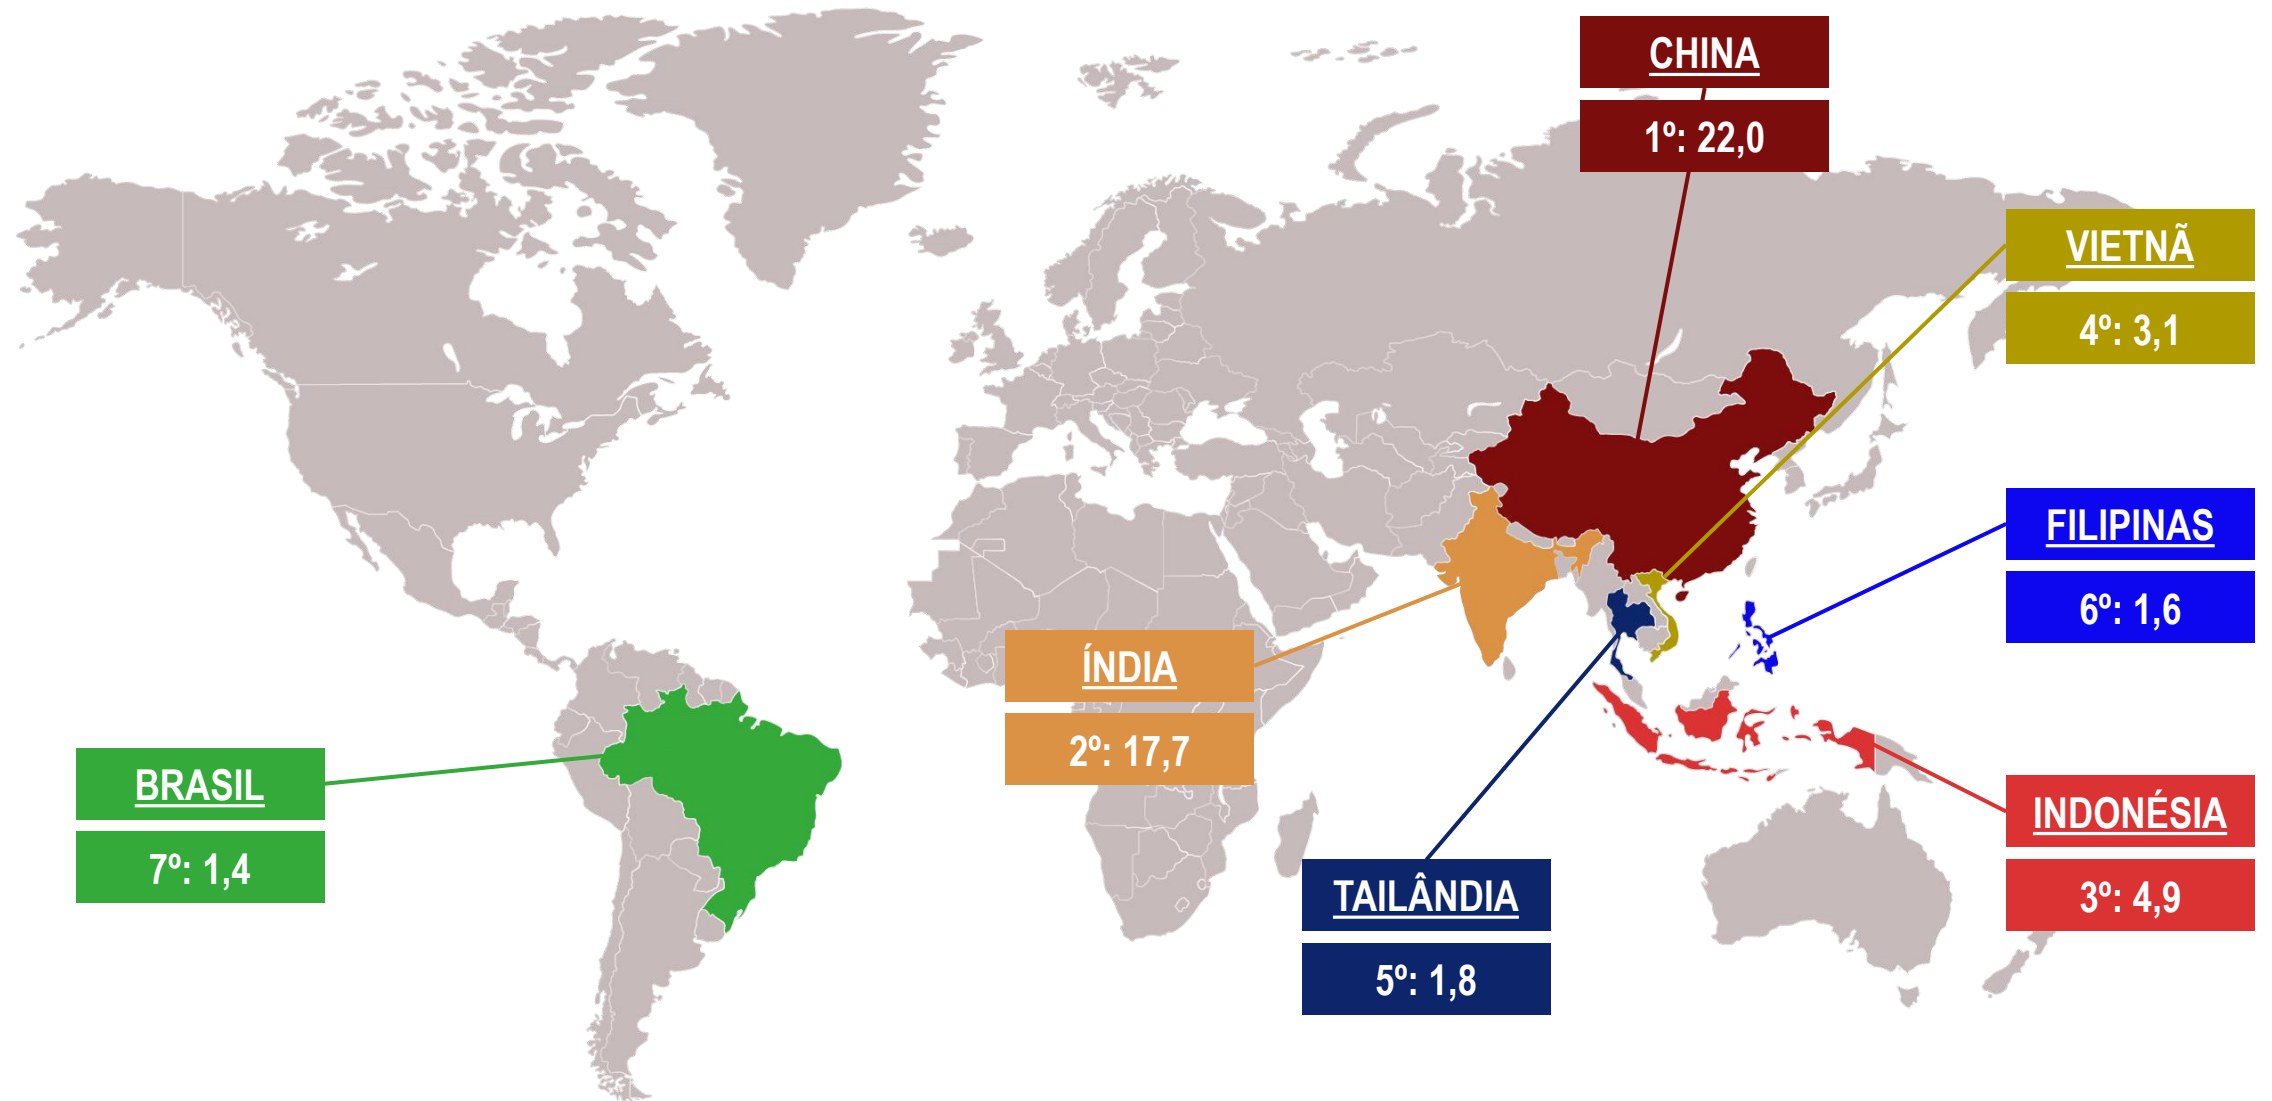 CHINA
1º: 22,0
VIETNÃ
4º: 3,1
FILIPINAS
6º: 1,6
ÍNDIA
2º: 17,7
BRASIL
7º: 1,4
INDONÉSIA
3º: 4,9
TAILÂNDIA
5º: 1,8